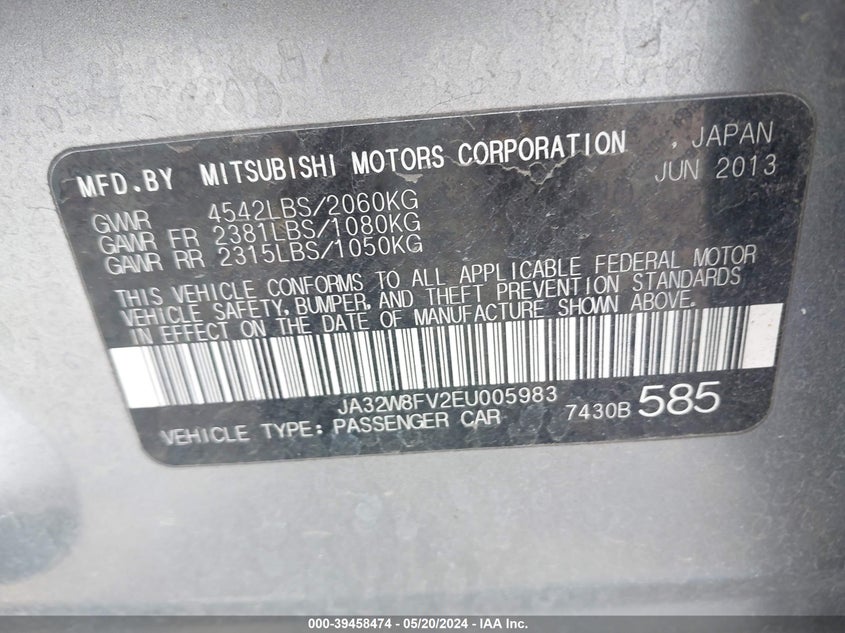 MFD.BY MITSUBISHI MOTORS CORPORATION , JAPAN
JUN 2013
GVWR 4542LBS/2060KG
GAWR FR 2381LBS/1080KG
GAWR RR 2315LBS/1050KG
THIS VEHICLE CONFORMS TO ALL APPLICABLE FEDERAL MOTOR
VEHICLE SAFETY, BUMPER, AND THEFT PREVENTION STANDARDS
IN EFFECT ON THE DATE OF MANUFACTURE SHOWN ABOVE.
JA32W8FV2EU005983
VEHICLE TYPE: PASSENGER CAR 7430B 585
000-39458474 - 05/20/2024 - IAA Inc.